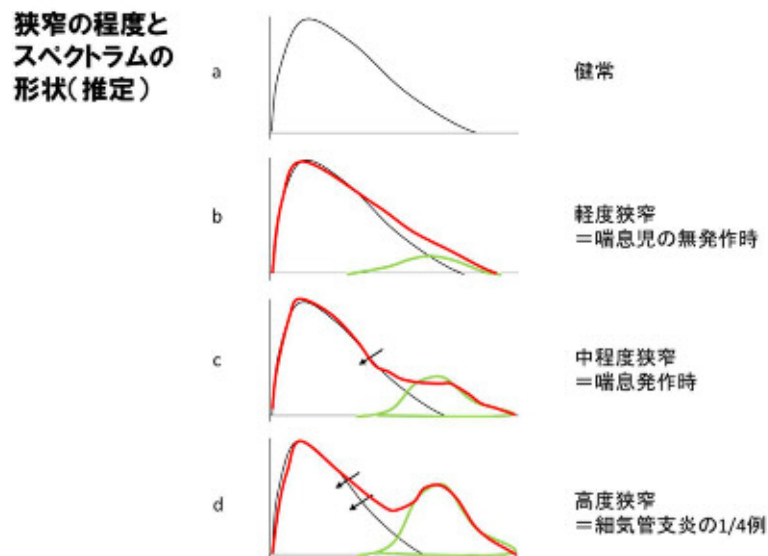 狭窄の程度と
スペクトラムの
形状(推定)
a
健常
b
軽度狭窄
=喘息児の無発作時
c
中程度狭窄
=喘息発作時
d
高度狭窄
=細気管支炎の1/4例